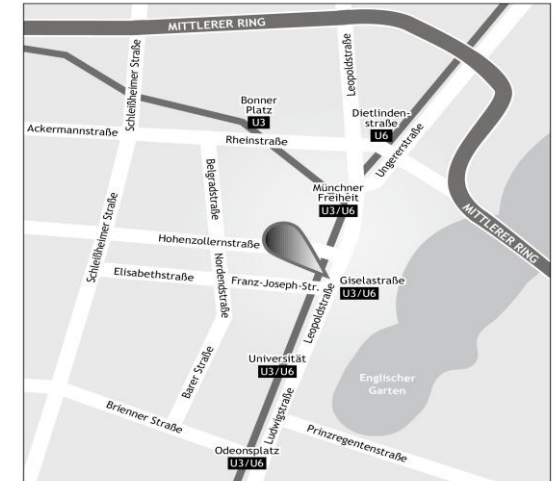 MITTLERER RING
Schleißheimer Straße
Leopoldstraße
Bonner
Platz
U3
Dietlinden-
straße
U6
Ackermannstraße
Rheinstraße
Ungererstraße
Belgradstraße
Münchner
Freiheit
U3/U6
MITTLERER RING
Schleißheimer Straße
Hohenzollernstraße
Nordendstraße
Elisabethstraße
Franz-Joseph-Str.
Giselastraße
U3/U6
Leopoldstraße
Universität
U3/U6
Barer Straße
Englischer
Garten
Brienner Straße
Ludwigstraße
Prinzregentenstraße
Odeonsplatz
U3/U6